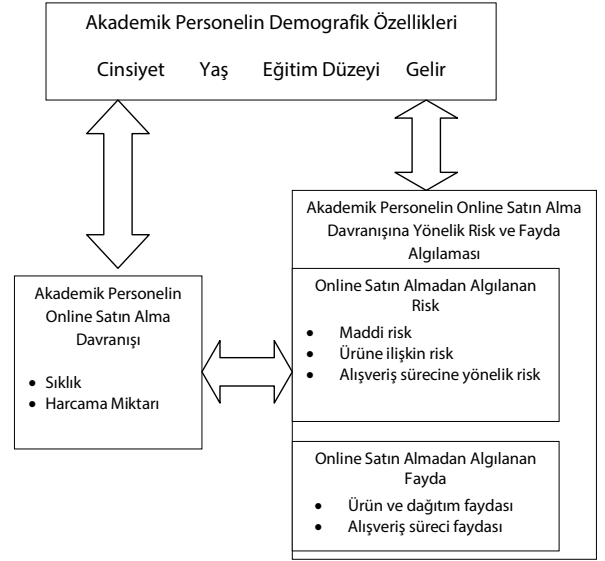 Akademik Personelin Demografik Özellikleri
Cinsiyet Yaş Eğitim Düzeyi Gelir
Akademik Personelin Online Satın Alma
Davranışına Yönelik Risk ve Fayda
Algılaması
Online Satın Almadan Algılanan
Risk
• Maddi risk
• Ürüne ilişkin risk
• Alışveriş sürecine yönelik risk
Akademik Personelin
Online Satın Alma
Davranışı
• Sıklık
• Harcama Miktarı
Online Satın Almadan Algılanan
Fayda
• Ürün ve dağıtım faydası
• Alışveriş süreci faydası